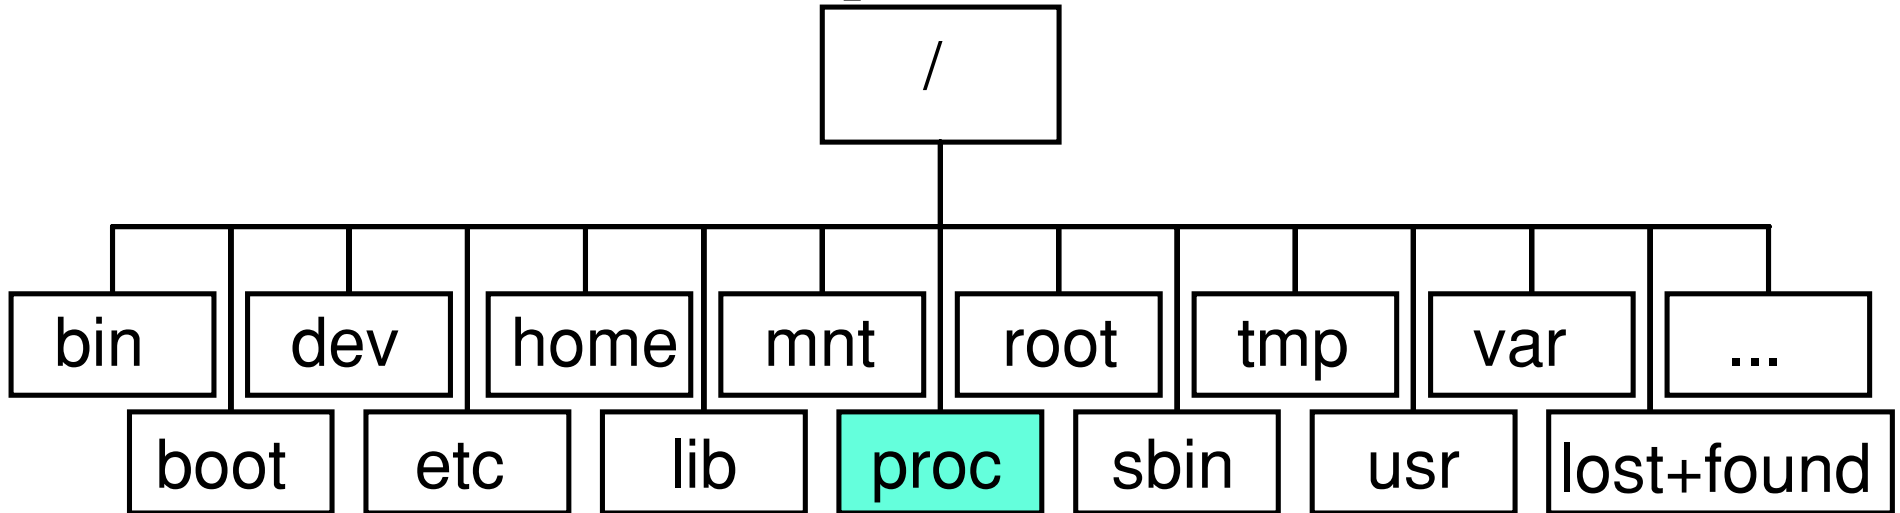 /
bin dev home mnt root tmp var ...
boot etc lib proc sbin usr lost+found